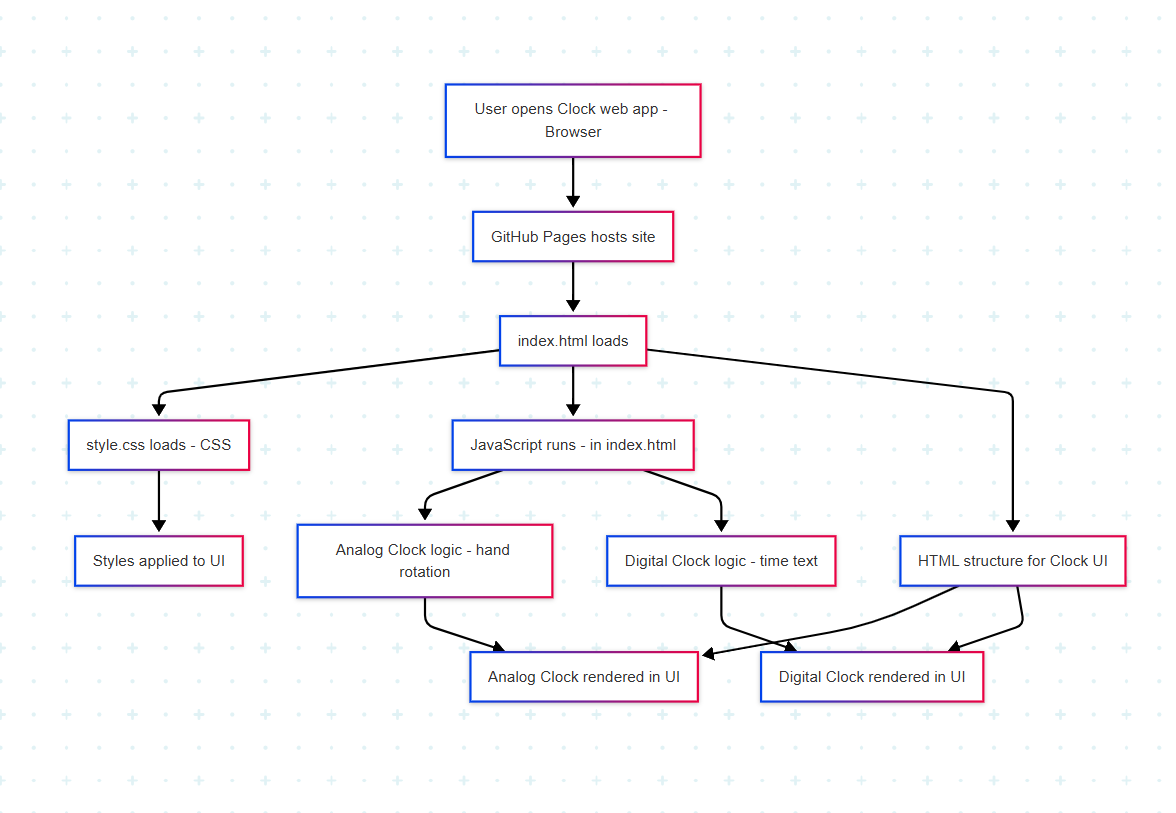 User opens Clock web app -
Browser
GitHub Pages hosts site
index.html loads
style.css loads - CSS
JavaScript runs - in index.html
Analog Clock logic - hand
rotation
Styles applied to UI
Digital Clock logic - time text
HTML structure for Clock UI
Analog Clock rendered in UI
Digital Clock rendered in UI